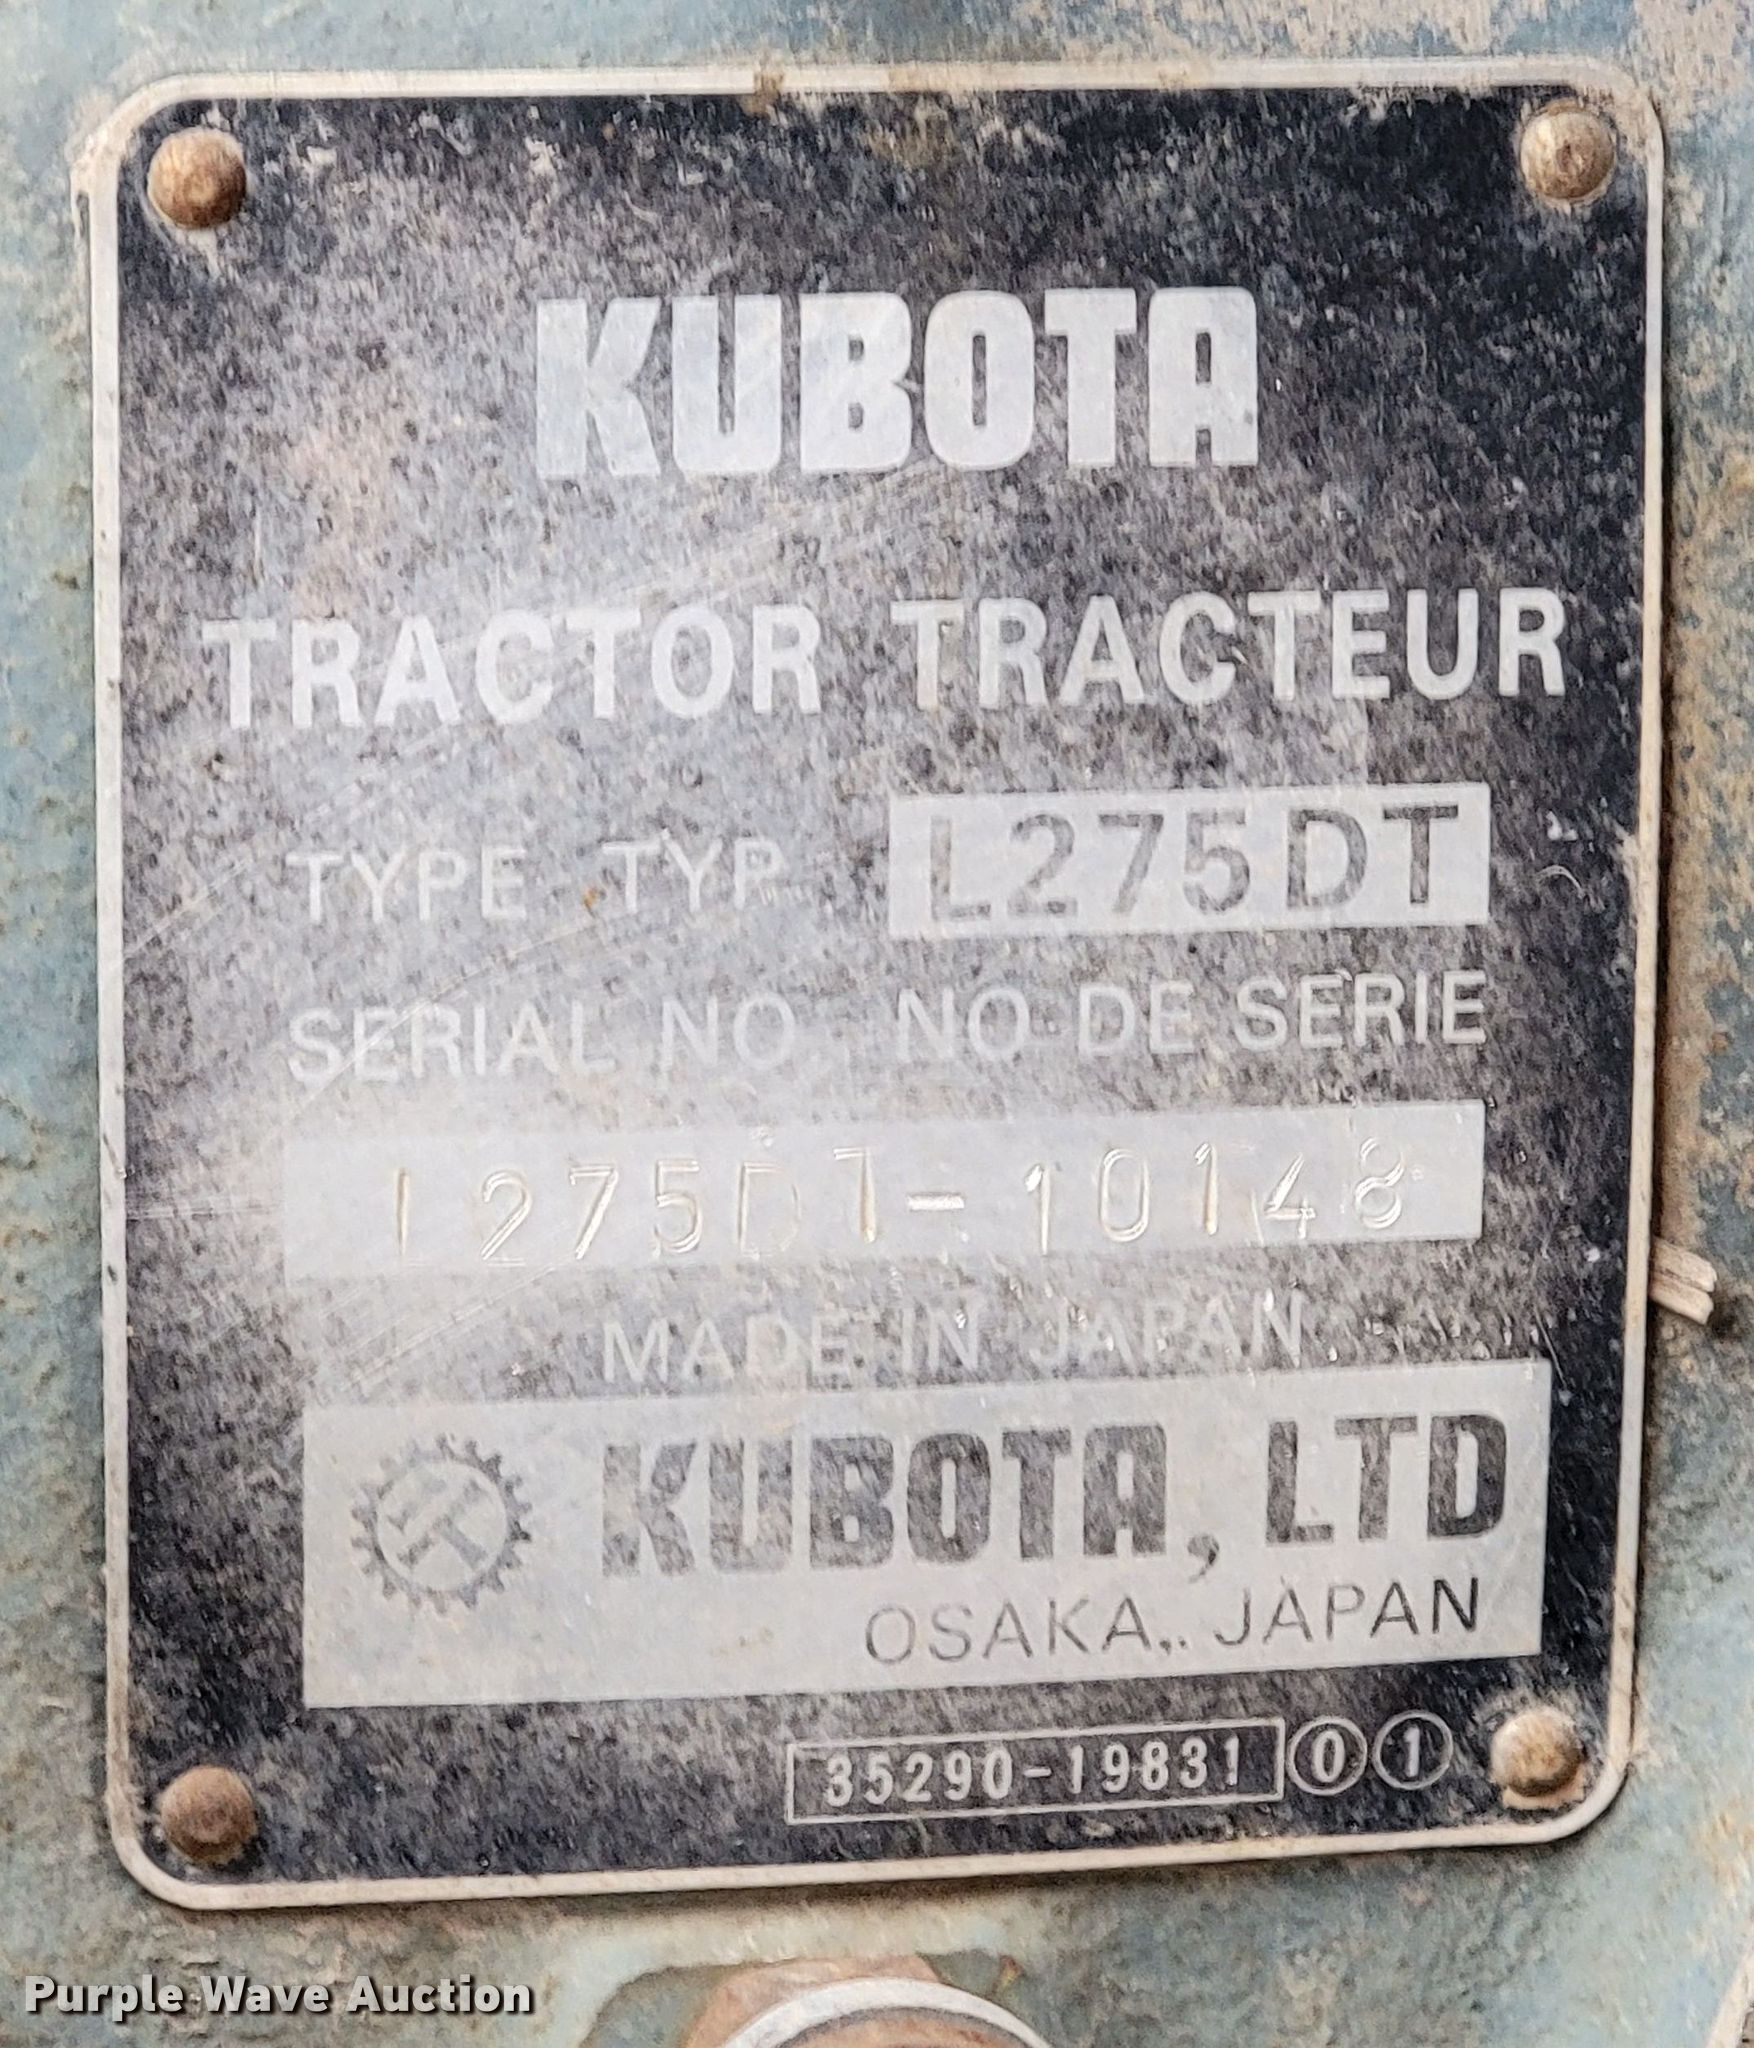 KUBOTA
TRACTOR TRACTEUR
TYPE TYP. L275DT
SERIAL NO. NO DE SERIE
L275DT-10148
MADE IN JAPAN
KUBOTA, LTD
OSAKA,. JAPAN
35290-19831 0 1
Purple Wave Auction